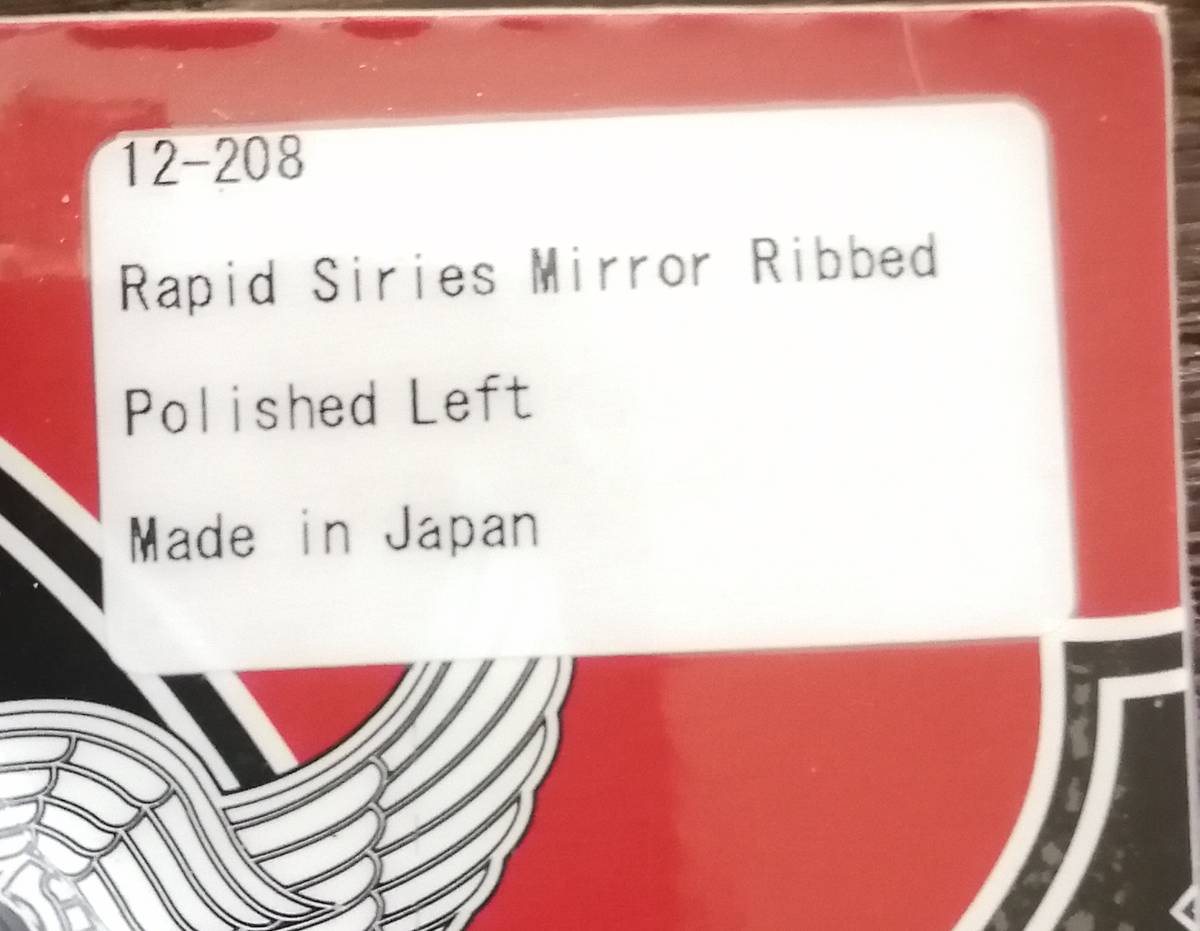 12-208
Rapid Siries Mirror Ribbed
Polished Left
Made in Japan